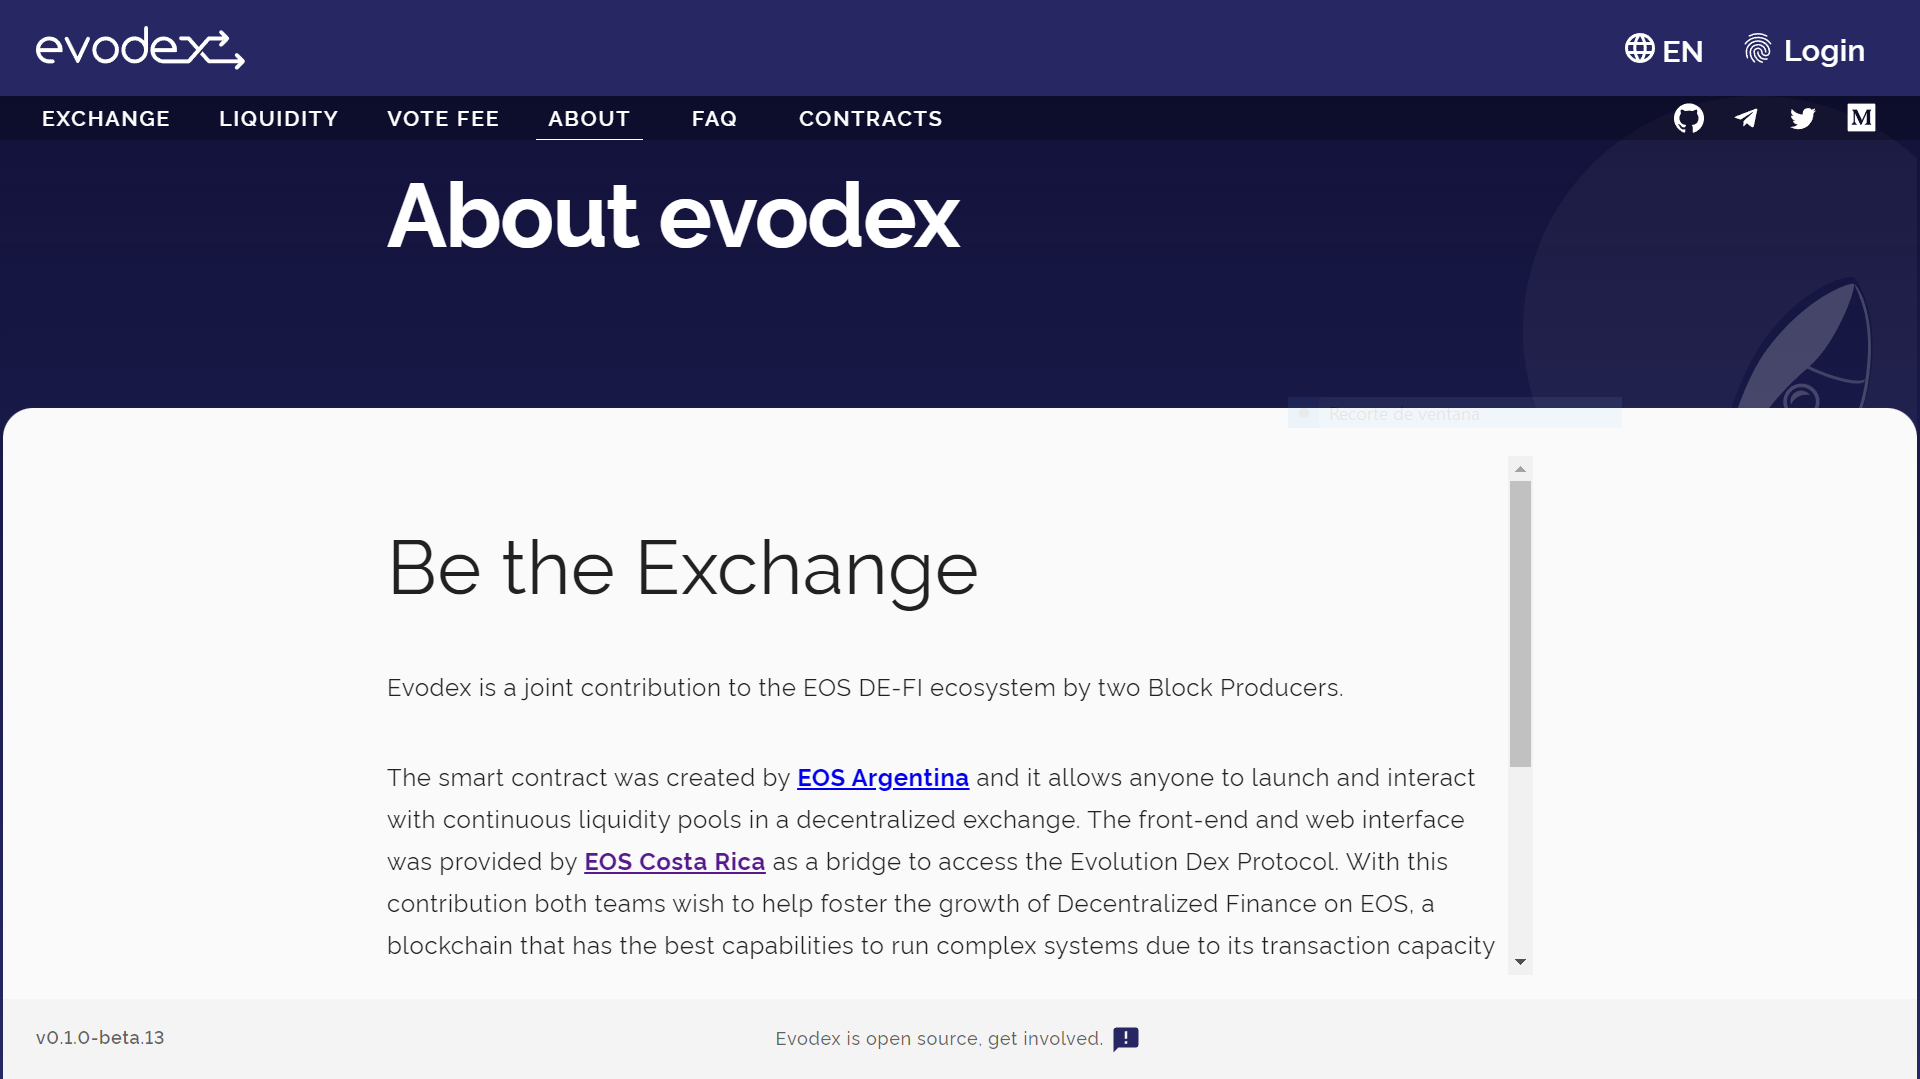 evodex
EN
Login
EXCHANGE
LIQUIDITY
VOTE FEE
ABOUT
FAQ
CONTRACTS
M
About evodex
Recorte de ventana
Be the Exchange
Evodex is a joint contribution to the EOS DE-FI ecosystem by two Block Producers.
The smart contract was created by EOS Argentina and it allows anyone to launch and interact
with continuous liquidity pools in a decentralized exchange. The front-end and web interface
was provided by EOS Costa Rica as a bridge to access the Evolution Dex Protocol. With this
contribution both teams wish to help foster the growth of Decentralized Finance on EOS, a
blockchain that has the best capabilities to run complex systems due to its transaction capacity
v0.1.0-beta.13
Evodex is open source, get involved.